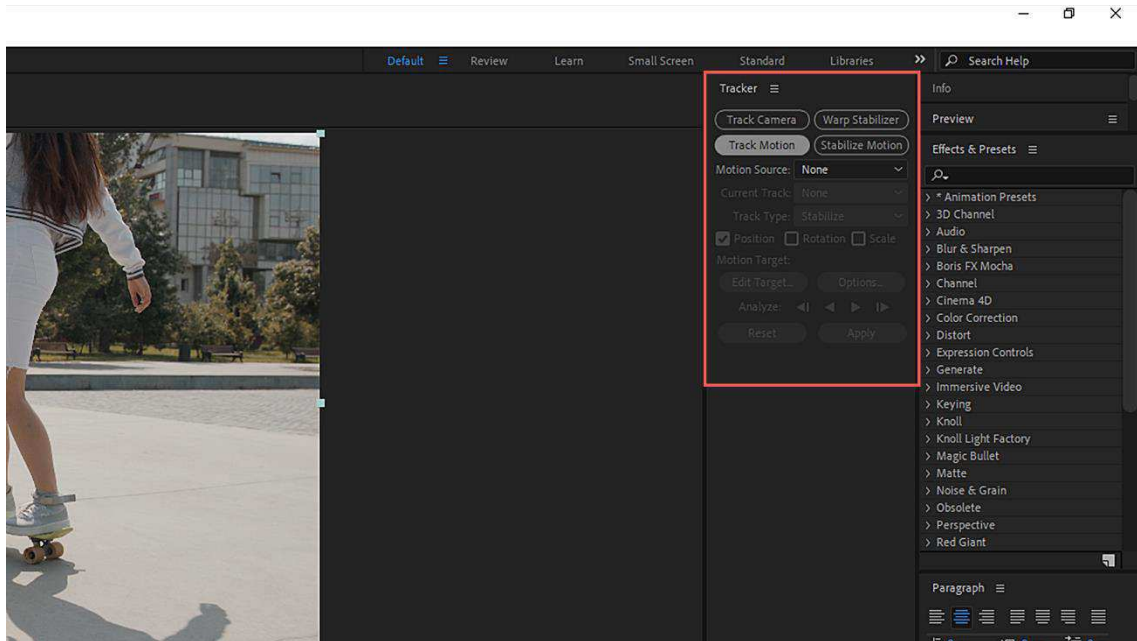 Default Review Learn Small Screen Standard Libraries Search Help
Tracker
Track Camera Warp Stabilizer
Track Motion Stabilize Motion
Motion Source: None
Current Track: None
Track Type: Stabilize
Position Rotation Scale
Motion Target:
Edit Target... Options...
Analyze:
Reset Apply
Info
Preview
Effects & Presets
* Animation Presets
3D Channel
Audio
Blur & Sharpen
Boris FX Mocha
Channel
Cinema 4D
Color Correction
Distort
Expression Controls
Generate
Immersive Video
Keying
Knoll
Knoll Light Factory
Magic Bullet
Matte
Noise & Grain
Obsolete
Perspective
Red Giant
Paragraph